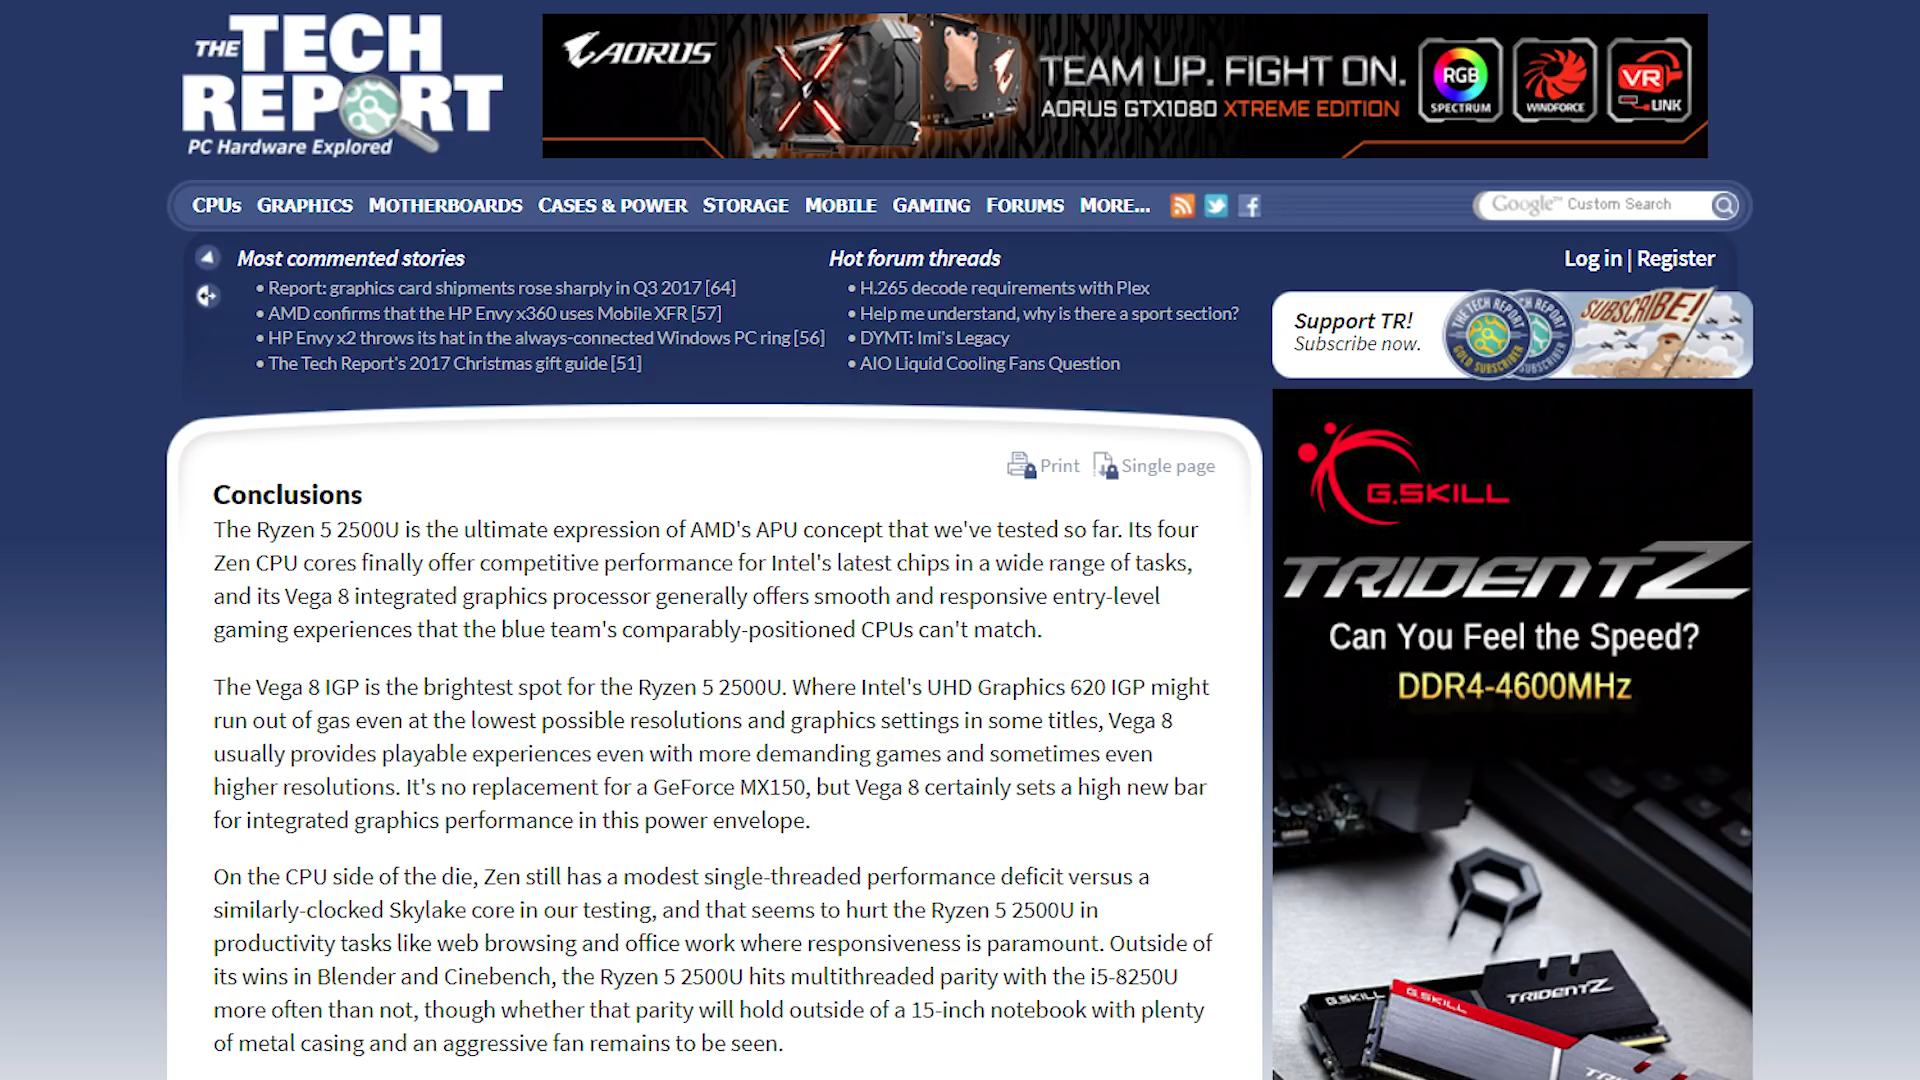 THE TECH
REPORT
PC Hardware Explored
AORUS
TEAM UP. FIGHT ON.
AORUS GTX1080 XTREME EDITION
RGB
SPECTRUM
WINDFORCE
VR
LINK
CPUs GRAPHICS MOTHERBOARDS CASES & POWER STORAGE MOBILE GAMING FORUMS MORE...
Google™ Custom Search
Most commented stories
• Report: graphics card shipments rose sharply in Q3 2017 [64]
• AMD confirms that the HP Envy x360 uses Mobile XFR [57]
• HP Envy x2 throws its hat in the always-connected Windows PC ring [56]
• The Tech Report's 2017 Christmas gift guide [51]
Hot forum threads
• H.265 decode requirements with Plex
• Help me understand, why is there a sport section?
• DYMT: Imi's Legacy
• AIO Liquid Cooling Fans Question
Log in | Register
Support TR!
Subscribe now.
THE TECH REPORT
GOLD SUBSCRIBER
SUBSCRIBE!
Print Single page
Conclusions
The Ryzen 5 2500U is the ultimate expression of AMD's APU concept that we've tested so far. Its four
Zen CPU cores finally offer competitive performance for Intel's latest chips in a wide range of tasks,
and its Vega 8 integrated graphics processor generally offers smooth and responsive entry-level
gaming experiences that the blue team's comparably-positioned CPUs can't match.
The Vega 8 IGP is the brightest spot for the Ryzen 5 2500U. Where Intel's UHD Graphics 620 IGP might
run out of gas even at the lowest possible resolutions and graphics settings in some titles, Vega 8
usually provides playable experiences even with more demanding games and sometimes even
higher resolutions. It's no replacement for a GeForce MX150, but Vega 8 certainly sets a high new bar
for integrated graphics performance in this power envelope.
On the CPU side of the die, Zen still has a modest single-threaded performance deficit versus a
similarly-clocked Skylake core in our testing, and that seems to hurt the Ryzen 5 2500U in
productivity tasks like web browsing and office work where responsiveness is paramount. Outside of
its wins in Blender and Cinebench, the Ryzen 5 2500U hits multithreaded parity with the i5-8250U
more often than not, though whether that parity will hold outside of a 15-inch notebook with plenty
of metal casing and an aggressive fan remains to be seen.
G.SKILL
TRIDENT Z
Can You Feel the Speed?
DDR4-4600MHz
G.SKILL
TRIDENT Z
G.SKILL